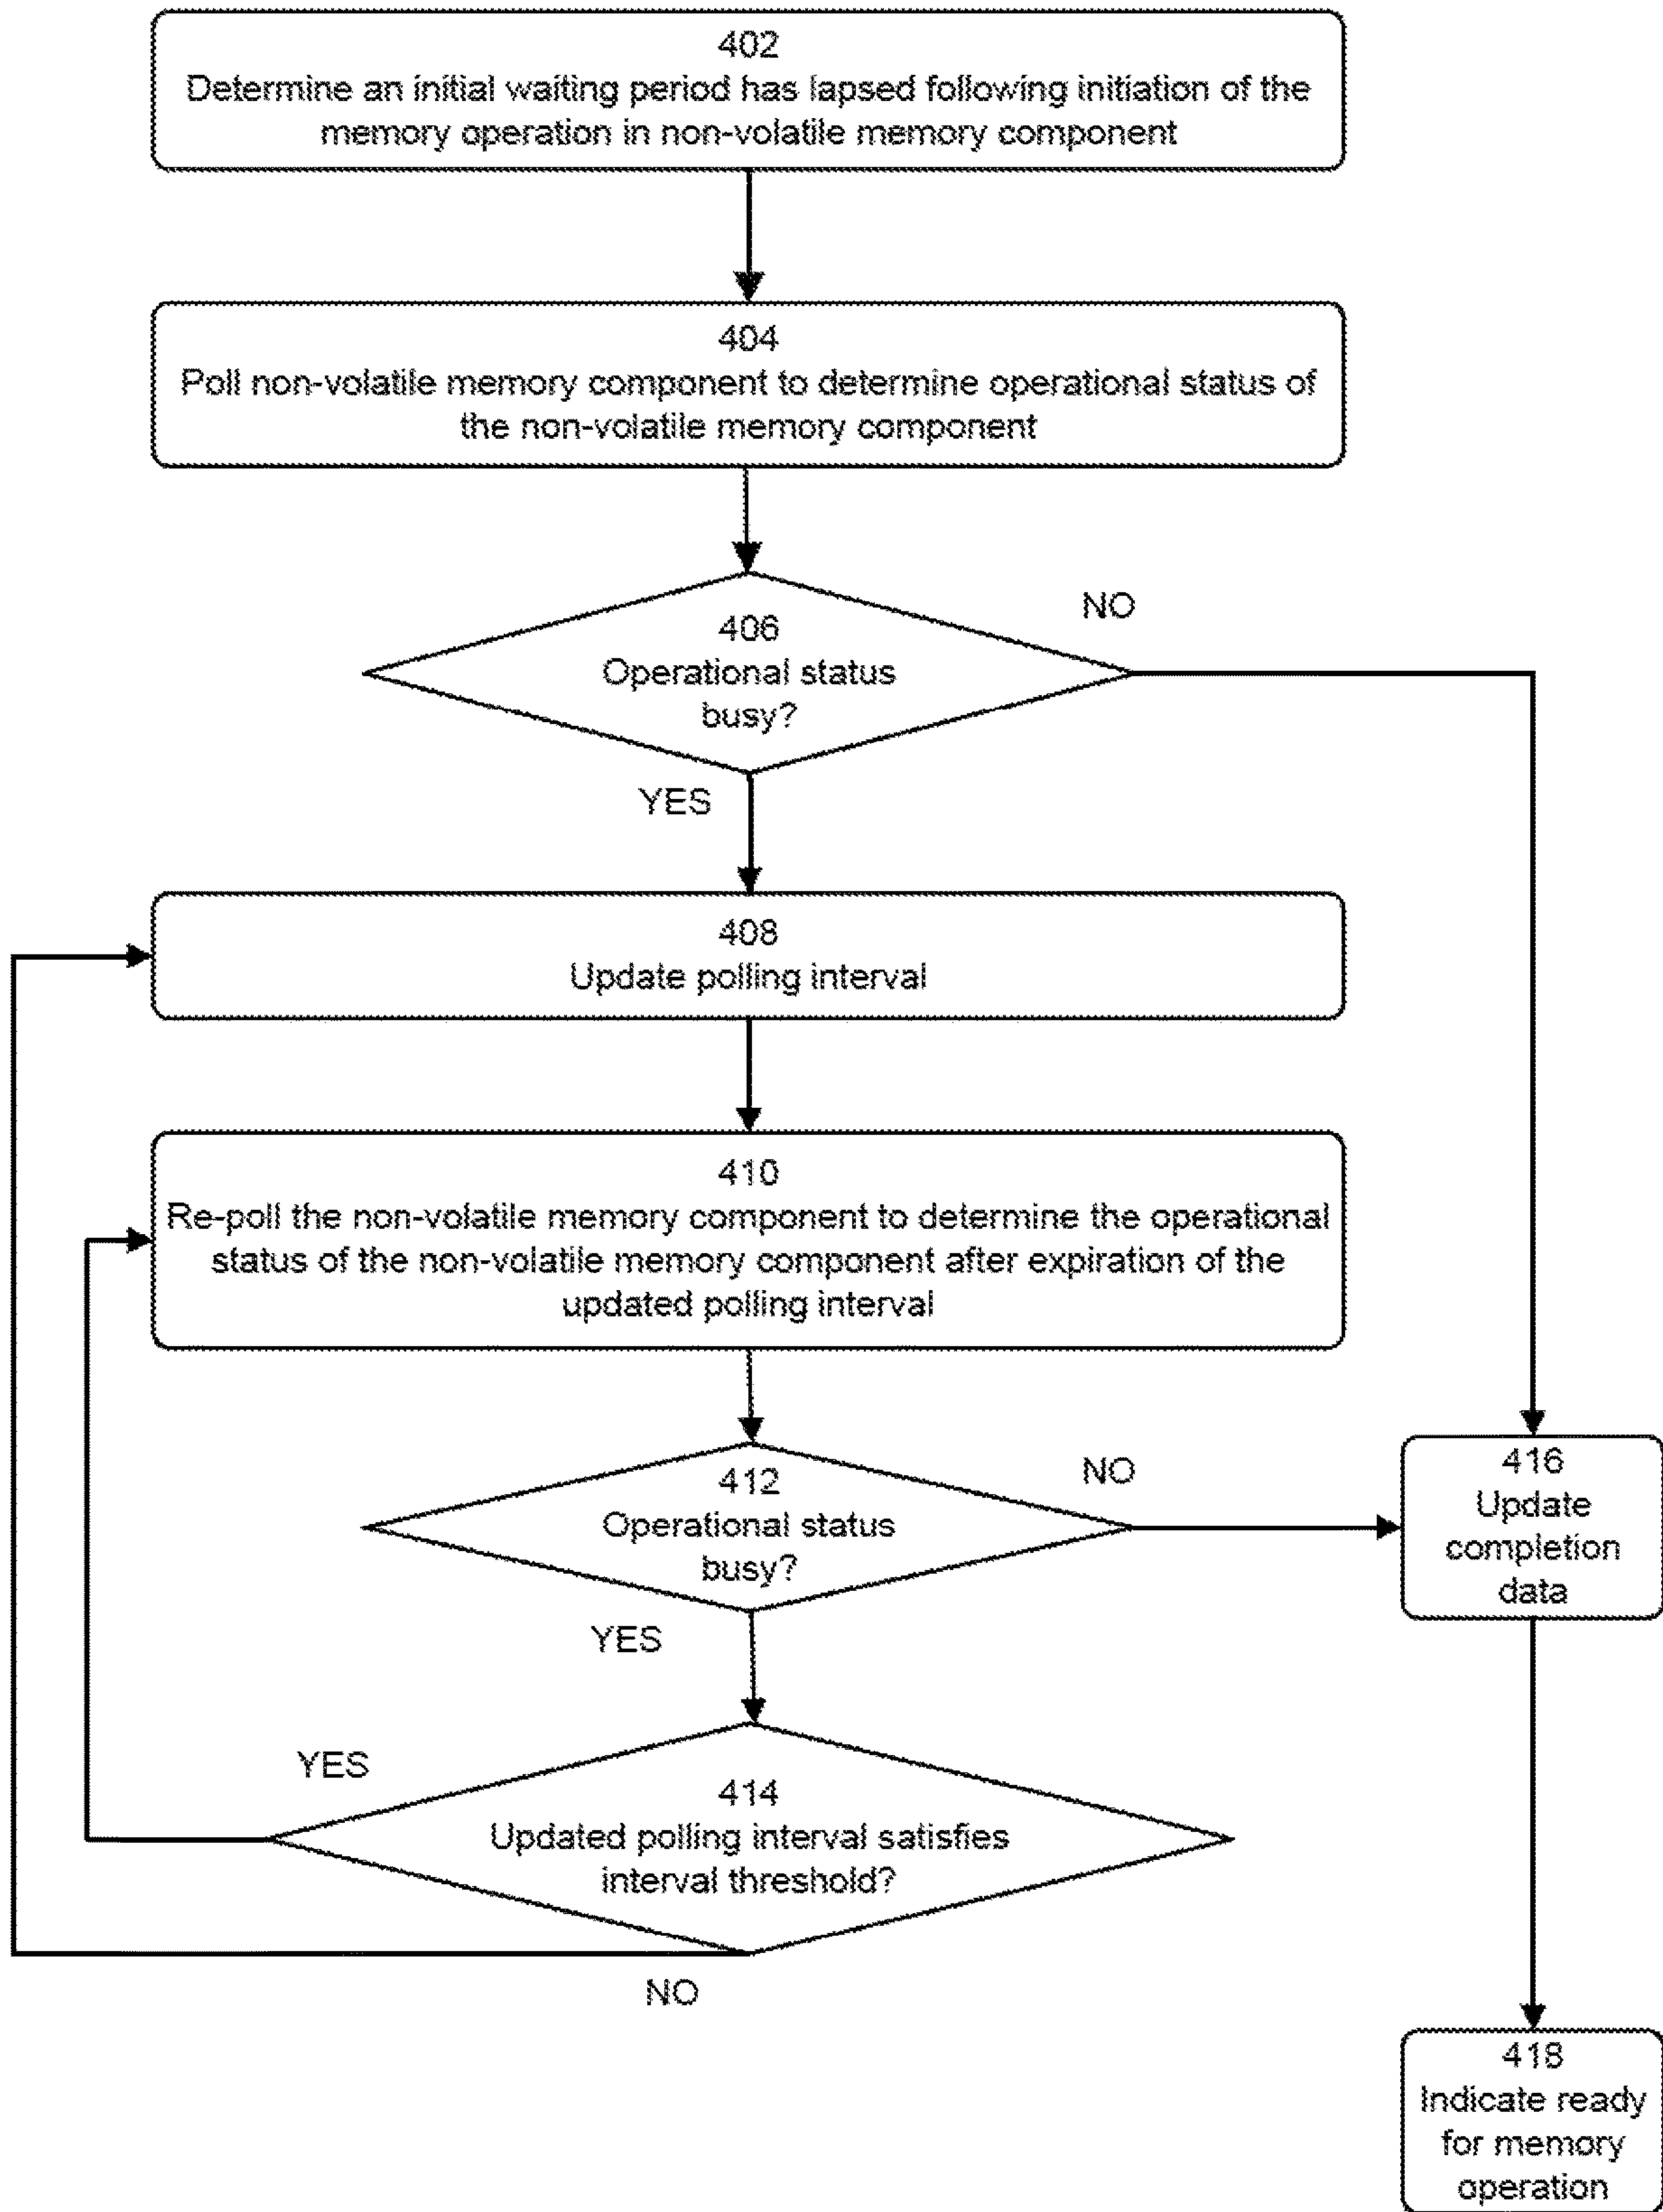 402
Determine an initial waiting period has lapsed following initiation of the
memory operation in non-volatile memory component
404
Poll non-volatile memory component to determine operational status of
the non-volatile memory component
NO
406
Operational status
busy?
YES
408
Update polling interval
410
Re-poll the non-volatile memory component to determine the operational
status of the non-volatile memory component after expiration of the
updated polling interval
NO
412
Operational status
busy?
416
Update
completion
data
YES
YES
414
Updated polling interval satisfies
interval threshold?
NO
418
Indicate ready
for memory
operation